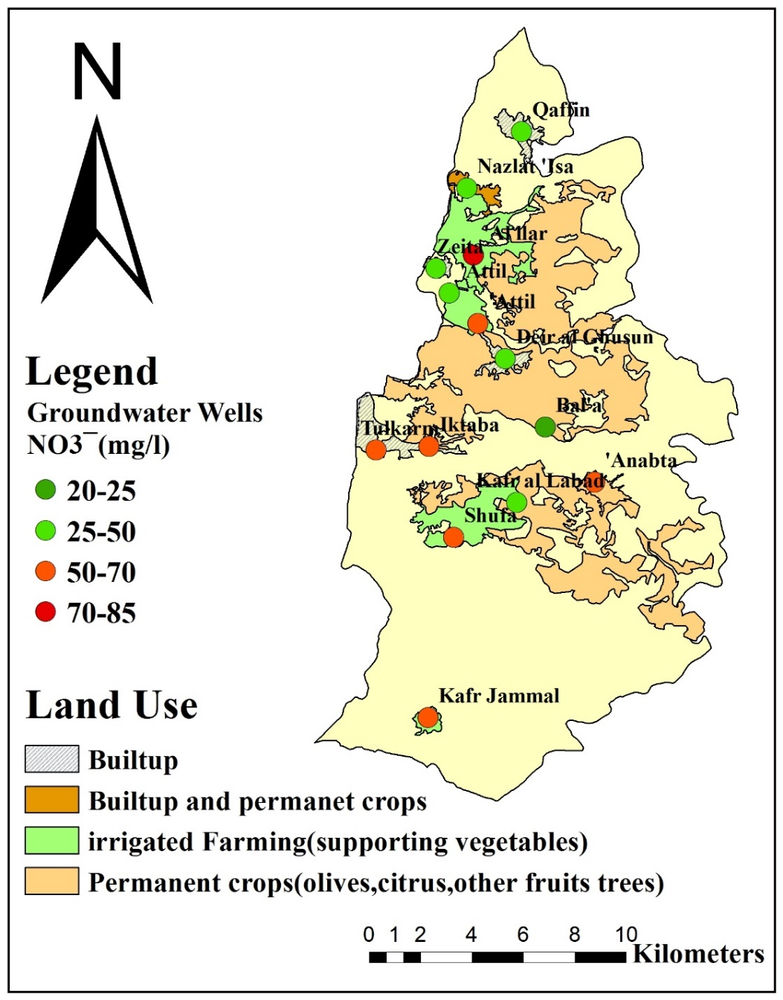 N
Qaffin
Nazlat 'Isa
At'llar
Zeita
Attil
Attil
Deir al Ghusun
Bal'a
Tulkarm
Iktaba
'Anabta
Kafr al Labad
Shufa
Kafr Jammal
Legend
Groundwater Wells
NO3¯(mg/l)
20-25
25-50
50-70
70-85
Land Use
Builtup
Builtup and permanet crops
irrigated Farming(supporting vegetables)
Permanent crops(olives,citrus,other fruits trees)
0 1 2 4 6 8 10
Kilometers